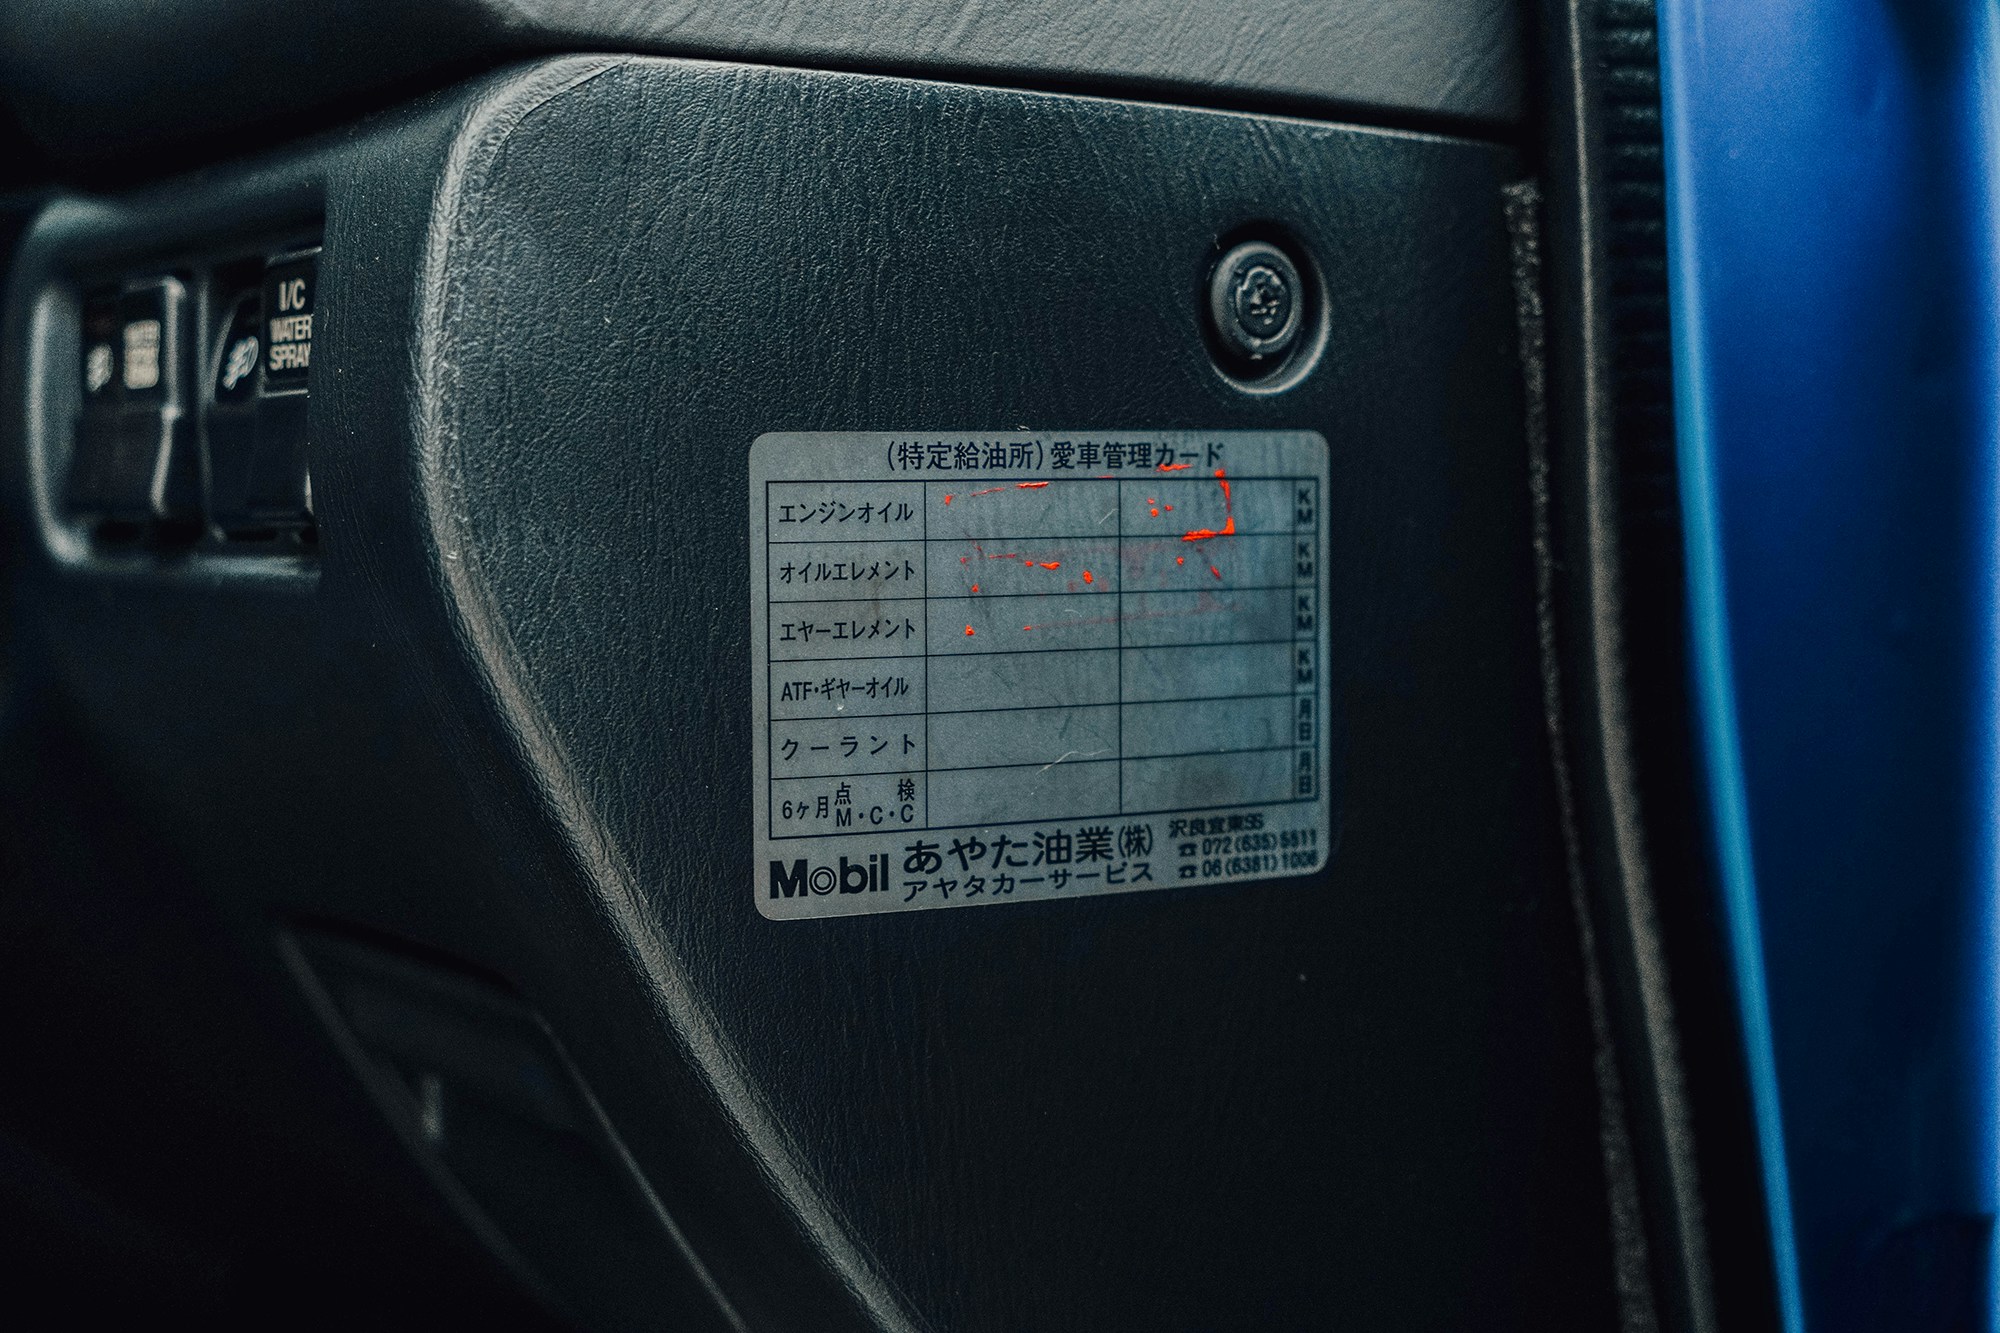 I/C
WATER
SPRAY
(特定給油所)愛車管理カード
エンジンオイル KM
オイルエレメント KM
エヤーエレメント KM
ATF・ギヤーオイル KM
クーラント 月日
6ヶ月点検M・C・C 月日
Mobil あやた油業(株)
アヤタカーサービス
沢良宜東SS
☎ 072(635)5511
☎ 06(6381)1006